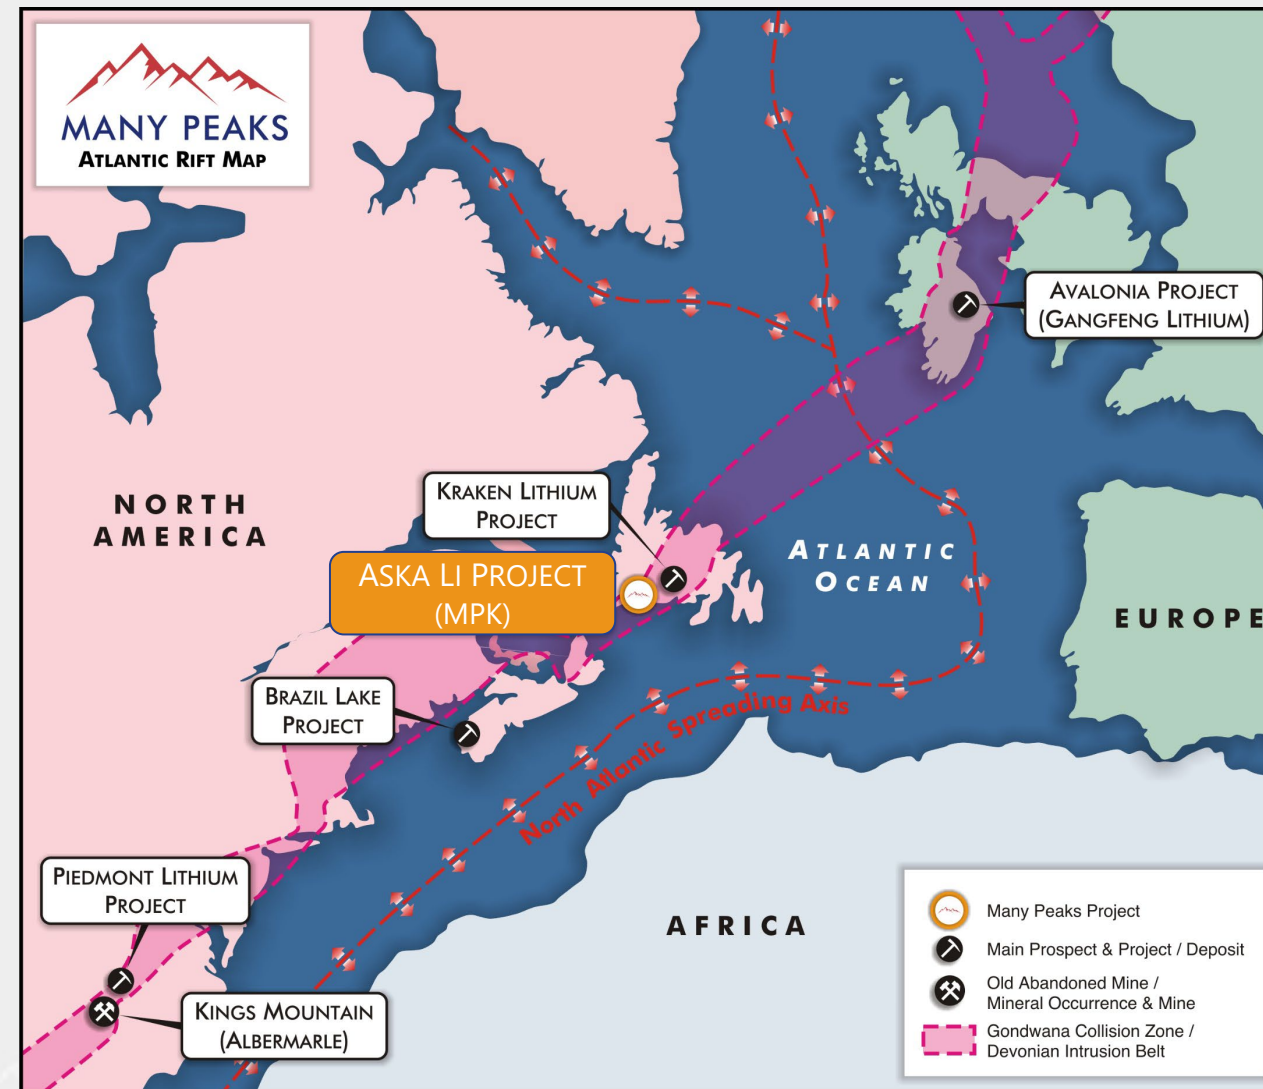 MANY PEAKS
ATLANTIC RIFT MAP
AVALONIA PROJECT
(GANGFENG LITHIUM)
KRAKEN LITHIUM
PROJECT
NORTH
AMERICA
ATLANTIC
OCEAN
ASKA LI PROJECT
(MPK)
EUROPE
BRAZIL LAKE
PROJECT
North Atlantic Spreading Axis
PIEDMONT LITHIUM
PROJECT
AFRICA
KINGS MOUNTAIN
(ALBERMARLE)
Many Peaks Project
Main Prospect & Project / Deposit
Old Abandoned Mine /
Mineral Occurrence & Mine
Gondwana Collision Zone /
Devonian Intrusion Belt